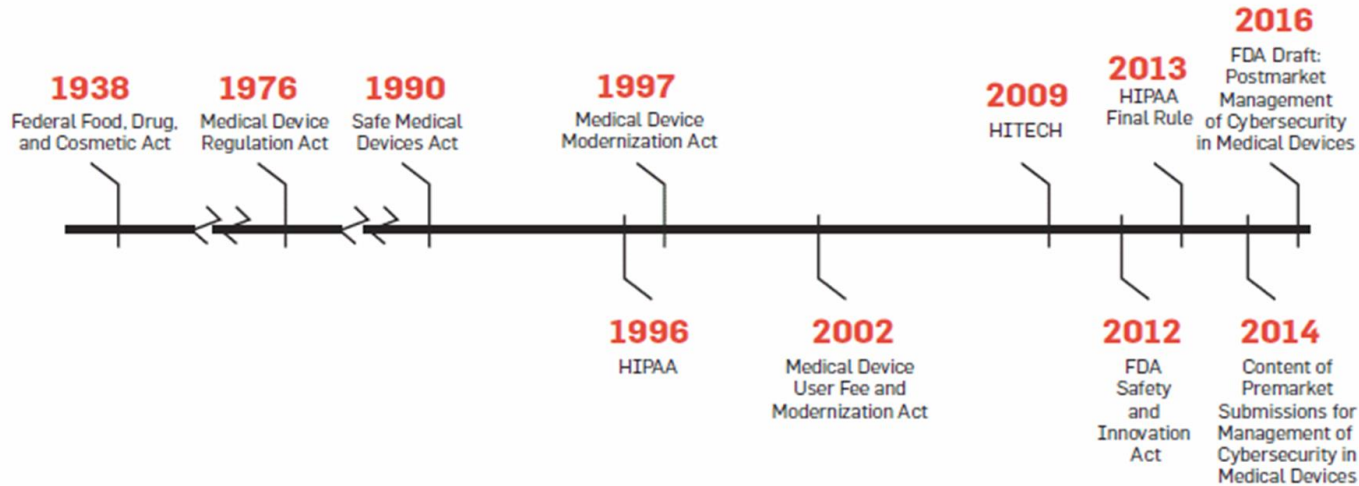 1938
Federal Food, Drug,
and Cosmetic Act
1976
Medical Device
Regulation Act
1990
Safe Medical
Devices Act
1997
Medical Device
Modernization Act
2009
HITECH
2013
HIPAA
Final Rule
2016
FDA Draft:
Postmarket
Management
of Cybersecurity
in Medical Devices
1996
HIPAA
2002
Medical Device
User Fee and
Modernization Act
2012
FDA
Safety
and
Innovation
Act
2014
Content of
Premarket
Submissions for
Management of
Cybersecurity in
Medical Devices